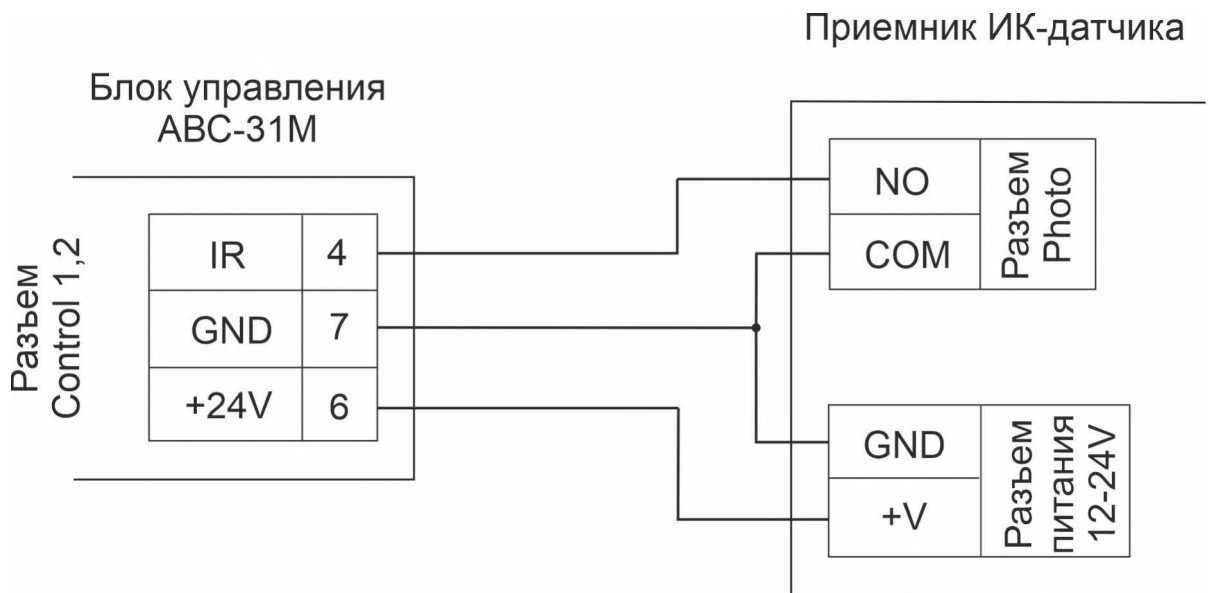 Приемник ИК-датчика
Блок управления
АВС-31М
Разъем
Control 1,2
IR
4
GND
7
+24V
6
NO
COM
Разъем
Photo
GND
+V
Разъем
питания
12-24V